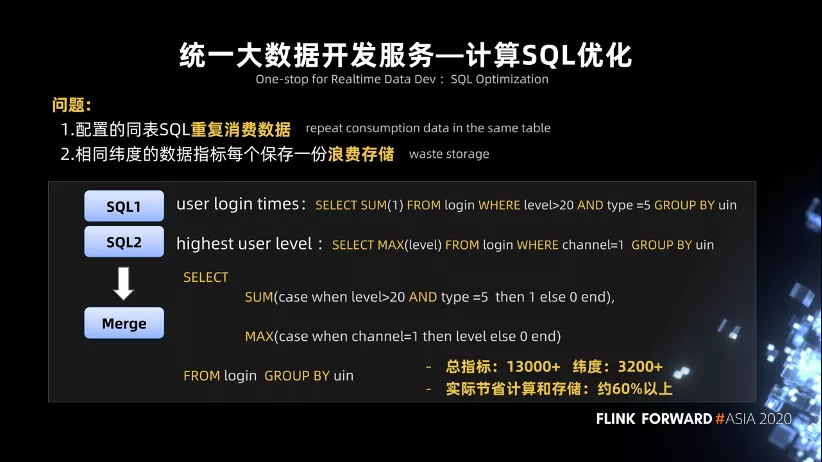 统一大数据开发服务—计算SQL优化
One-stop for Realtime Data Dev： SQL Optimization
问题：
1.配置的同表SQL重复消费数据 repeat consumption data in the same table
2.相同纬度的数据指标每个保存一份浪费存储 waste storage
SQL1 user login times： SELECT SUM(1) FROM login WHERE level>20 AND type =5 GROUP BY uin
SQL2 highest user level： SELECT MAX(level) FROM login WHERE channel=1 GROUP BY uin
SELECT
SUM(case when level>20 AND type =5 then 1 else 0 end),
Merge
MAX(case when channel=1 then level else 0 end)
FROM login GROUP BY uin
- 总指标：13000+ 纬度：3200+
- 实际节省计算和存储：约60%以上
FLINK FORWARD #ASIA 2020